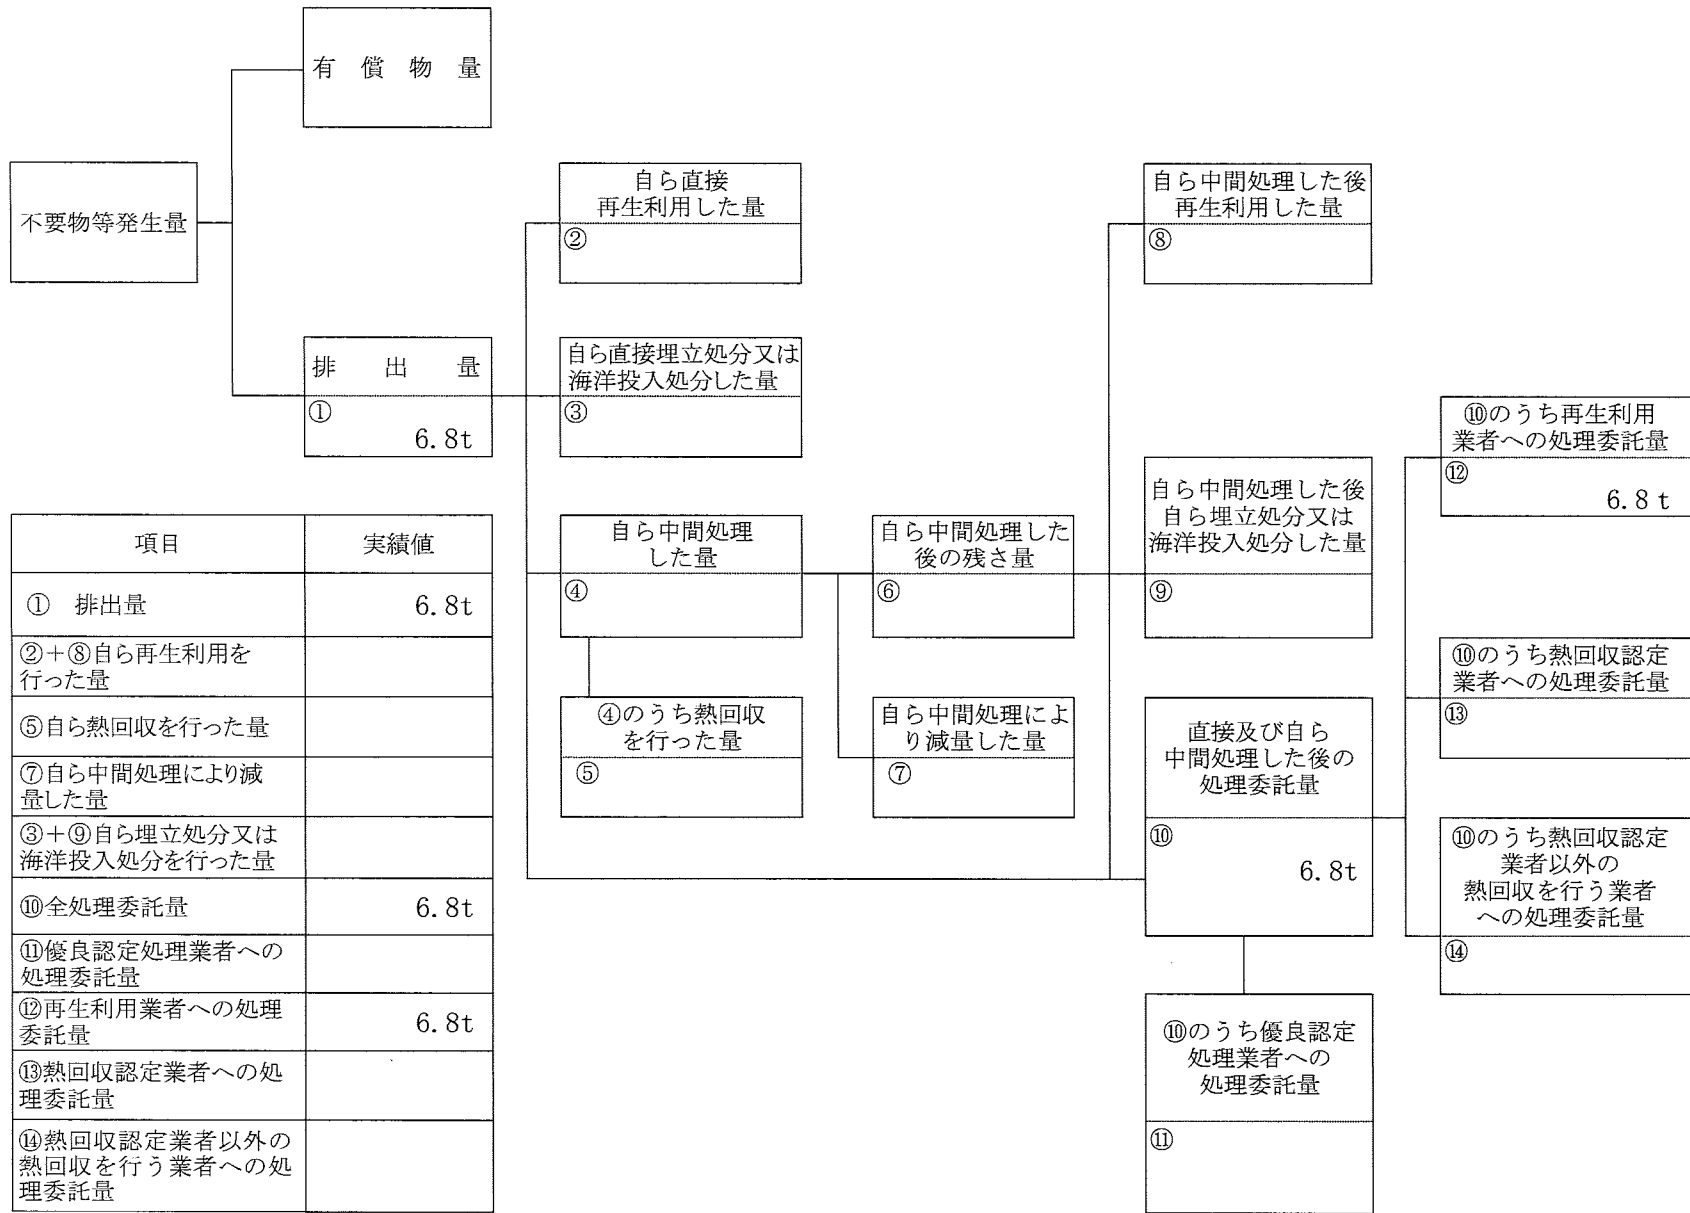 有償物量
不要物等発生量
排出量
①
6.8t
自ら直接
再生利用した量
②
自ら直接埋立処分又は
海洋投入処分した量
③
自ら中間処理
した量
④
④のうち熱回収
を行った量
⑤
自ら中間処理した
後の残さ量
⑥
自ら中間処理によ
り減量した量
⑦
自ら中間処理した後
再生利用した量
⑧
自ら中間処理した後
自ら埋立処分又は
海洋投入処分した量
⑨
直接及び自ら
中間処理した後の
処理委託量
⑩
6.8t
⑩のうち優良認定
処理業者への
処理委託量
⑪
⑩のうち再生利用
業者への処理委託量
⑫
6.8t
⑩のうち熱回収認定
業者への処理委託量
⑬
⑩のうち熱回収認定
業者以外の
熱回収を行う業者
への処理委託量
⑭
項目 実績値
① 排出量 6.8t
②+⑧自ら再生利用を
行った量
⑤自ら熱回収を行った量
⑦自ら中間処理により減
量した量
③+⑨自ら埋立処分又は
海洋投入処分を行った量
⑩全処理委託量 6.8t
⑪優良認定処理業者への
処理委託量
⑫再生利用業者への処理
委託量 6.8t
⑬熱回収認定業者への処
理委託量
⑭熱回収認定業者以外の
熱回収を行う業者への処
理委託量